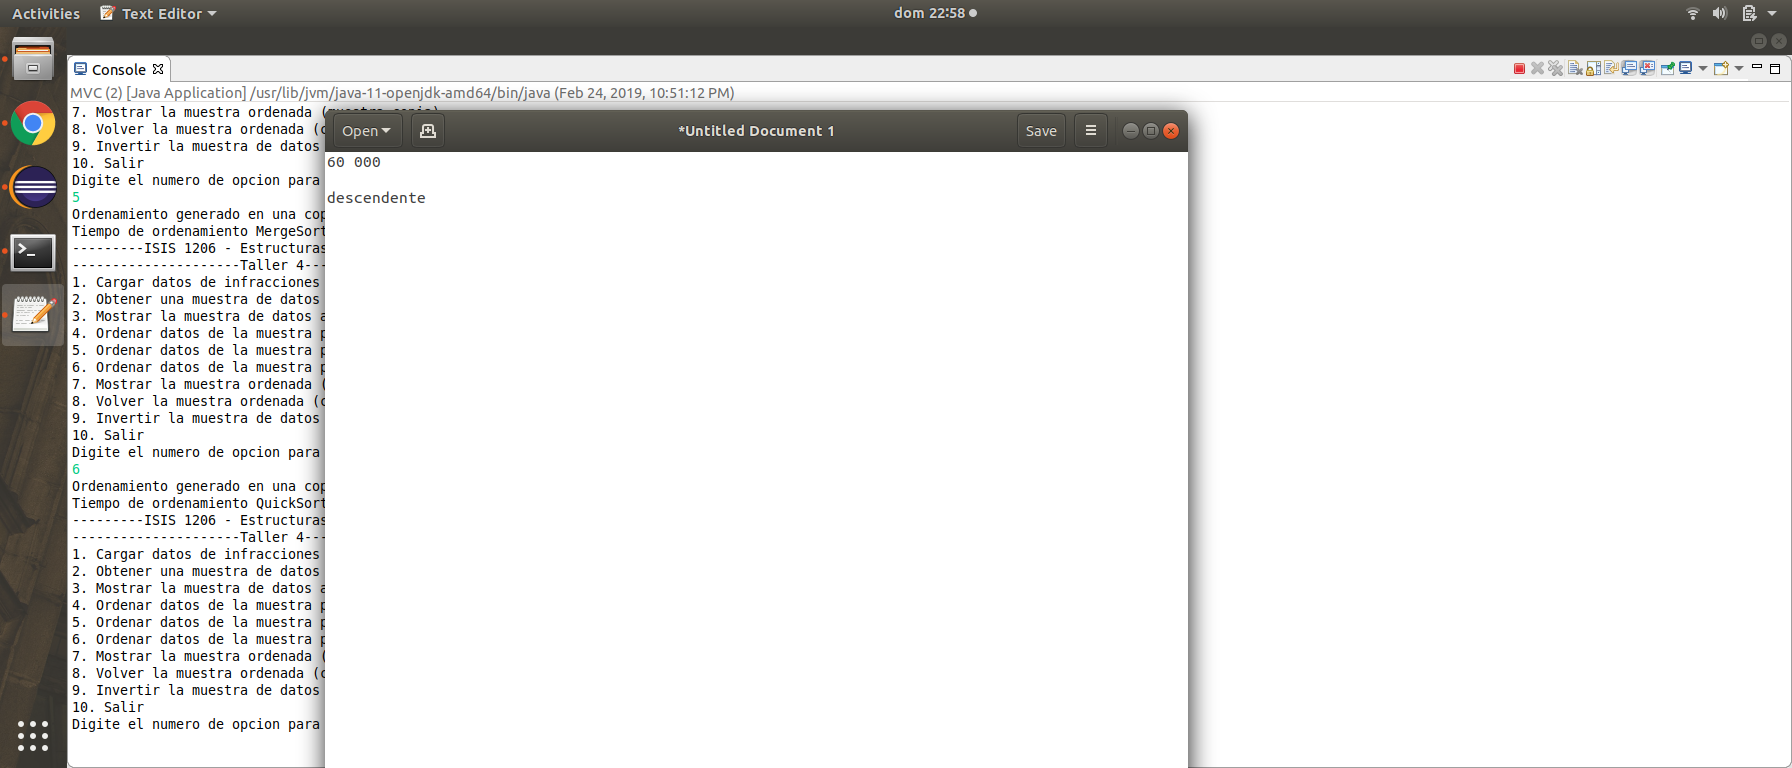 Activities
Text Editor
dom 22:58
Console
MVC (2) [Java Application] /usr/lib/jvm/java-11-openjdk-amd64/bin/java (Feb 24, 2019, 10:51:12 PM)
7. Mostrar la muestra ordenada (muestra copia)
8. Volver la muestra ordenada (
9. Invertir la muestra de datos
10. Salir
Digite el numero de opcion para
5
Ordenamiento generado en una cop
Tiempo de ordenamiento MergeSort
---------ISIS 1206 - Estructuras
---------------------Taller 4---
1. Cargar datos de infracciones
2. Obtener una muestra de datos
3. Mostrar la muestra de datos a
4. Ordenar datos de la muestra p
5. Ordenar datos de la muestra p
6. Ordenar datos de la muestra p
7. Mostrar la muestra ordenada (
8. Volver la muestra ordenada (c
9. Invertir la muestra de datos
10. Salir
Digite el numero de opcion para
6
Ordenamiento generado en una cop
Tiempo de ordenamiento QuickSort
---------ISIS 1206 - Estructuras
---------------------Taller 4---
1. Cargar datos de infracciones
2. Obtener una muestra de datos
3. Mostrar la muestra de datos a
4. Ordenar datos de la muestra p
5. Ordenar datos de la muestra p
6. Ordenar datos de la muestra p
7. Mostrar la muestra ordenada (
8. Volver la muestra ordenada (c
9. Invertir la muestra de datos
10. Salir
Digite el numero de opcion para
Open
*Untitled Document 1
Save
60 000
descendente